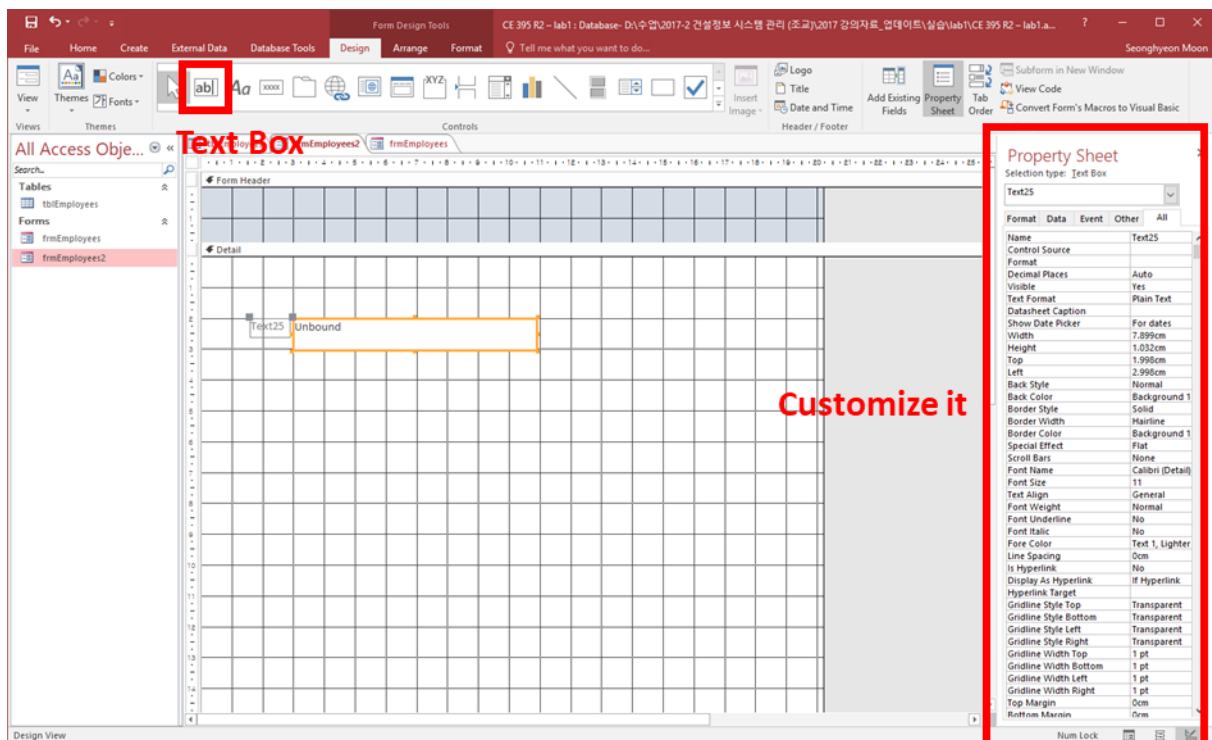 Form Design Tools
CE 395 R2 – lab1 : Database- D:\수업\2017-2 건설정보 시스템 관리 (조교)\2017 강의자료_업데이트\실습\lab1\CE 395 R2 – lab1.a...
?
File Home Create External Data Database Tools Design Arrange Format Tell me what you want to do...
Seonghyeon Moon
View
Themes
Colors
Fonts
ab|
Aa
XXXX
XYZ
Insert Image
Logo
Title
Date and Time
Add Existing Fields
Property Sheet
Tab Order
Subform in New Window
View Code
Convert Form's Macros to Visual Basic
Views Themes Controls Header / Footer
Text Box
All Access Obje...
Search..
Tables
tblEmployees
Forms
frmEmployees
frmEmployees2
mEmployees2
frmEmployees
Form Header
Detail
Text25 Unbound
Customize it
Property Sheet
Selection type: Text Box
Text25
Format Data Event Other All
Name Text25
Control Source
Format
Decimal Places Auto
Visible Yes
Text Format Plain Text
Datasheet Caption
Show Date Picker For dates
Width 7.899cm
Height 1.032cm
Top 1.998cm
Left 2.998cm
Back Style Normal
Back Color Background 1
Border Style Solid
Border Width Hairline
Border Color Background 1
Special Effect Flat
Scroll Bars None
Font Name Calibri (Detail)
Font Size 11
Text Align General
Font Weight Normal
Font Underline No
Font Italic No
Fore Color Text 1, Lighter
Line Spacing 0cm
Is Hyperlink No
Display As Hyperlink If Hyperlink
Hyperlink Target
Gridline Style Top Transparent
Gridline Style Bottom Transparent
Gridline Style Left Transparent
Gridline Style Right Transparent
Gridline Width Top 1 pt
Gridline Width Bottom 1 pt
Gridline Width Left 1 pt
Gridline Width Right 1 pt
Top Margin 0cm
Bottom Margin 0cm
Design View
Num Lock